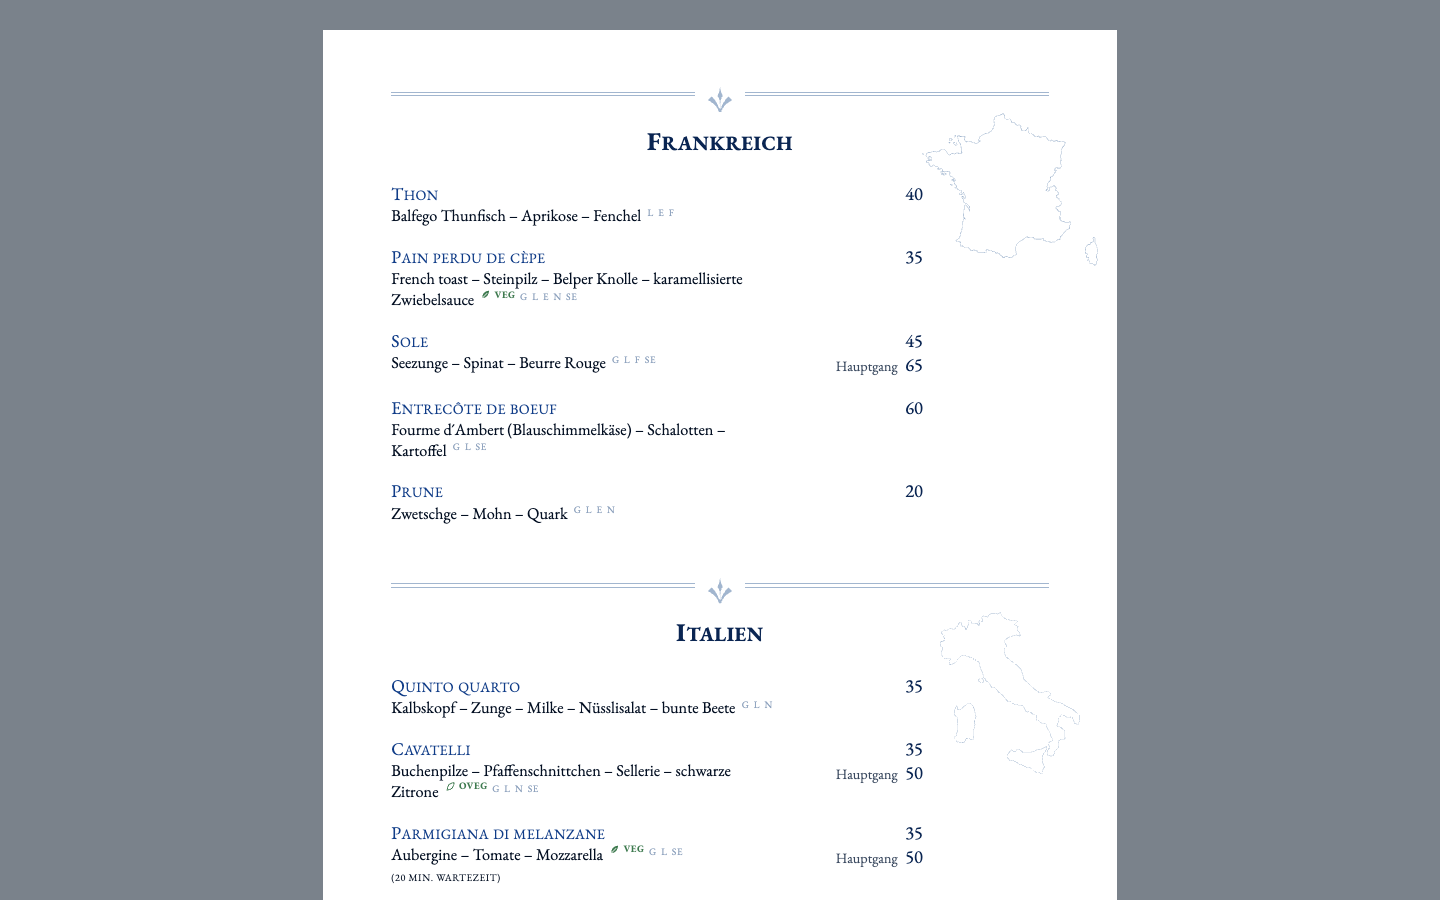 Frankreich
Thon 40
Balfego Thunfisch – Aprikose – Fenchel L E F
Pain perdu de cèpe 35
French toast – Steinpilz – Belper Knolle – karamellisierte
Zwiebelsauce VEG G L E N SE
Sole 45
Seezunge – Spinat – Beurre Rouge G L F SE
Hauptgang 65
Entrecôte de boeuf 60
Fourme d´Ambert (Blauschimmelkäse) – Schalotten –
Kartoffel G L SE
Prune 20
Zwetschge – Mohn – Quark G L E N
Italien
Quinto quarto 35
Kalbskopf – Zunge – Milke – Nüsslisalat – bunte Beete G L N
Cavatelli 35
Buchenpilze – Pfaffenschnittchen – Sellerie – schwarze
Hauptgang 50
Zitrone OVEG G L N SE
Parmigiana di melanzane 35
Aubergine – Tomate – Mozzarella VEG G L SE
Hauptgang 50
(20 MIN. WARTEZEIT)